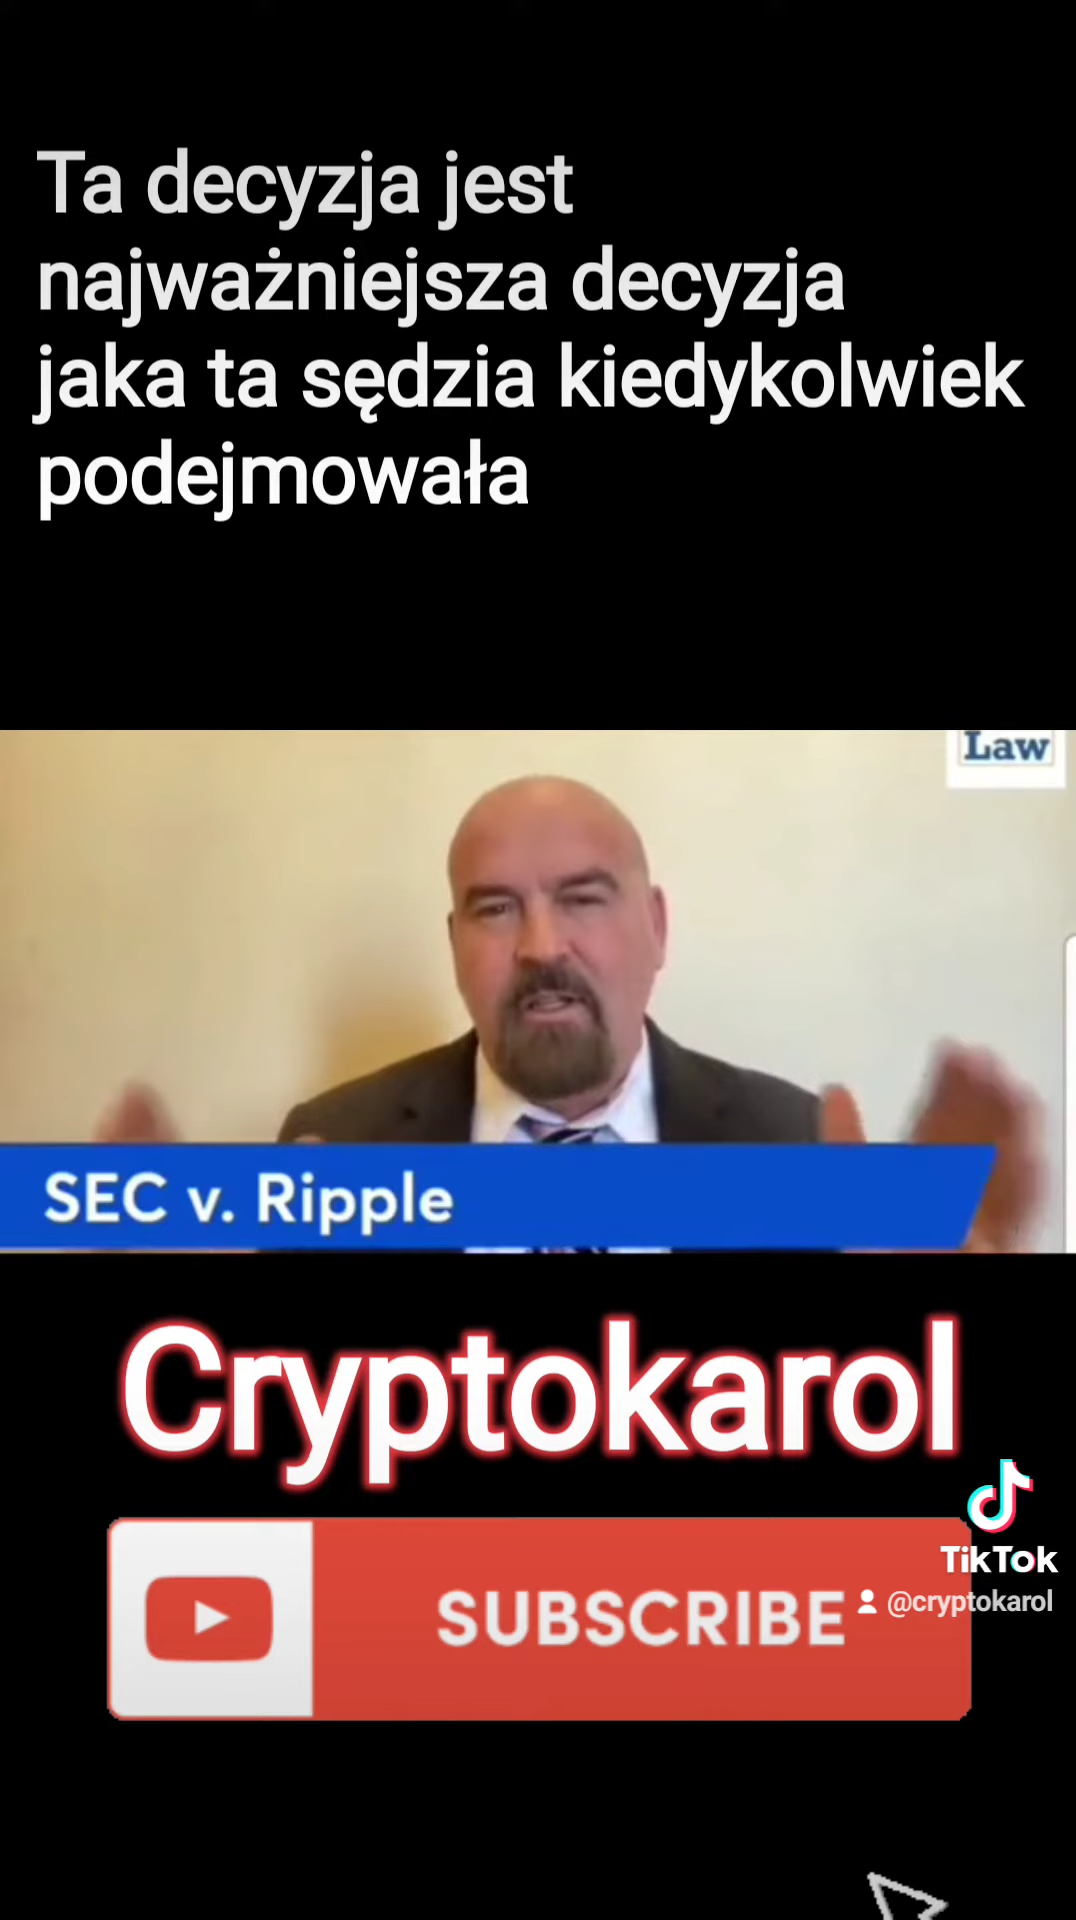 Ta decyzja jest
najważniejsza decyzja
jaka ta sędzia kiedykolwiek
podejmowała
Law
SEC v. Ripple
Cryptokarol
TikTok
SUBSCRIBE
@cryptokarol